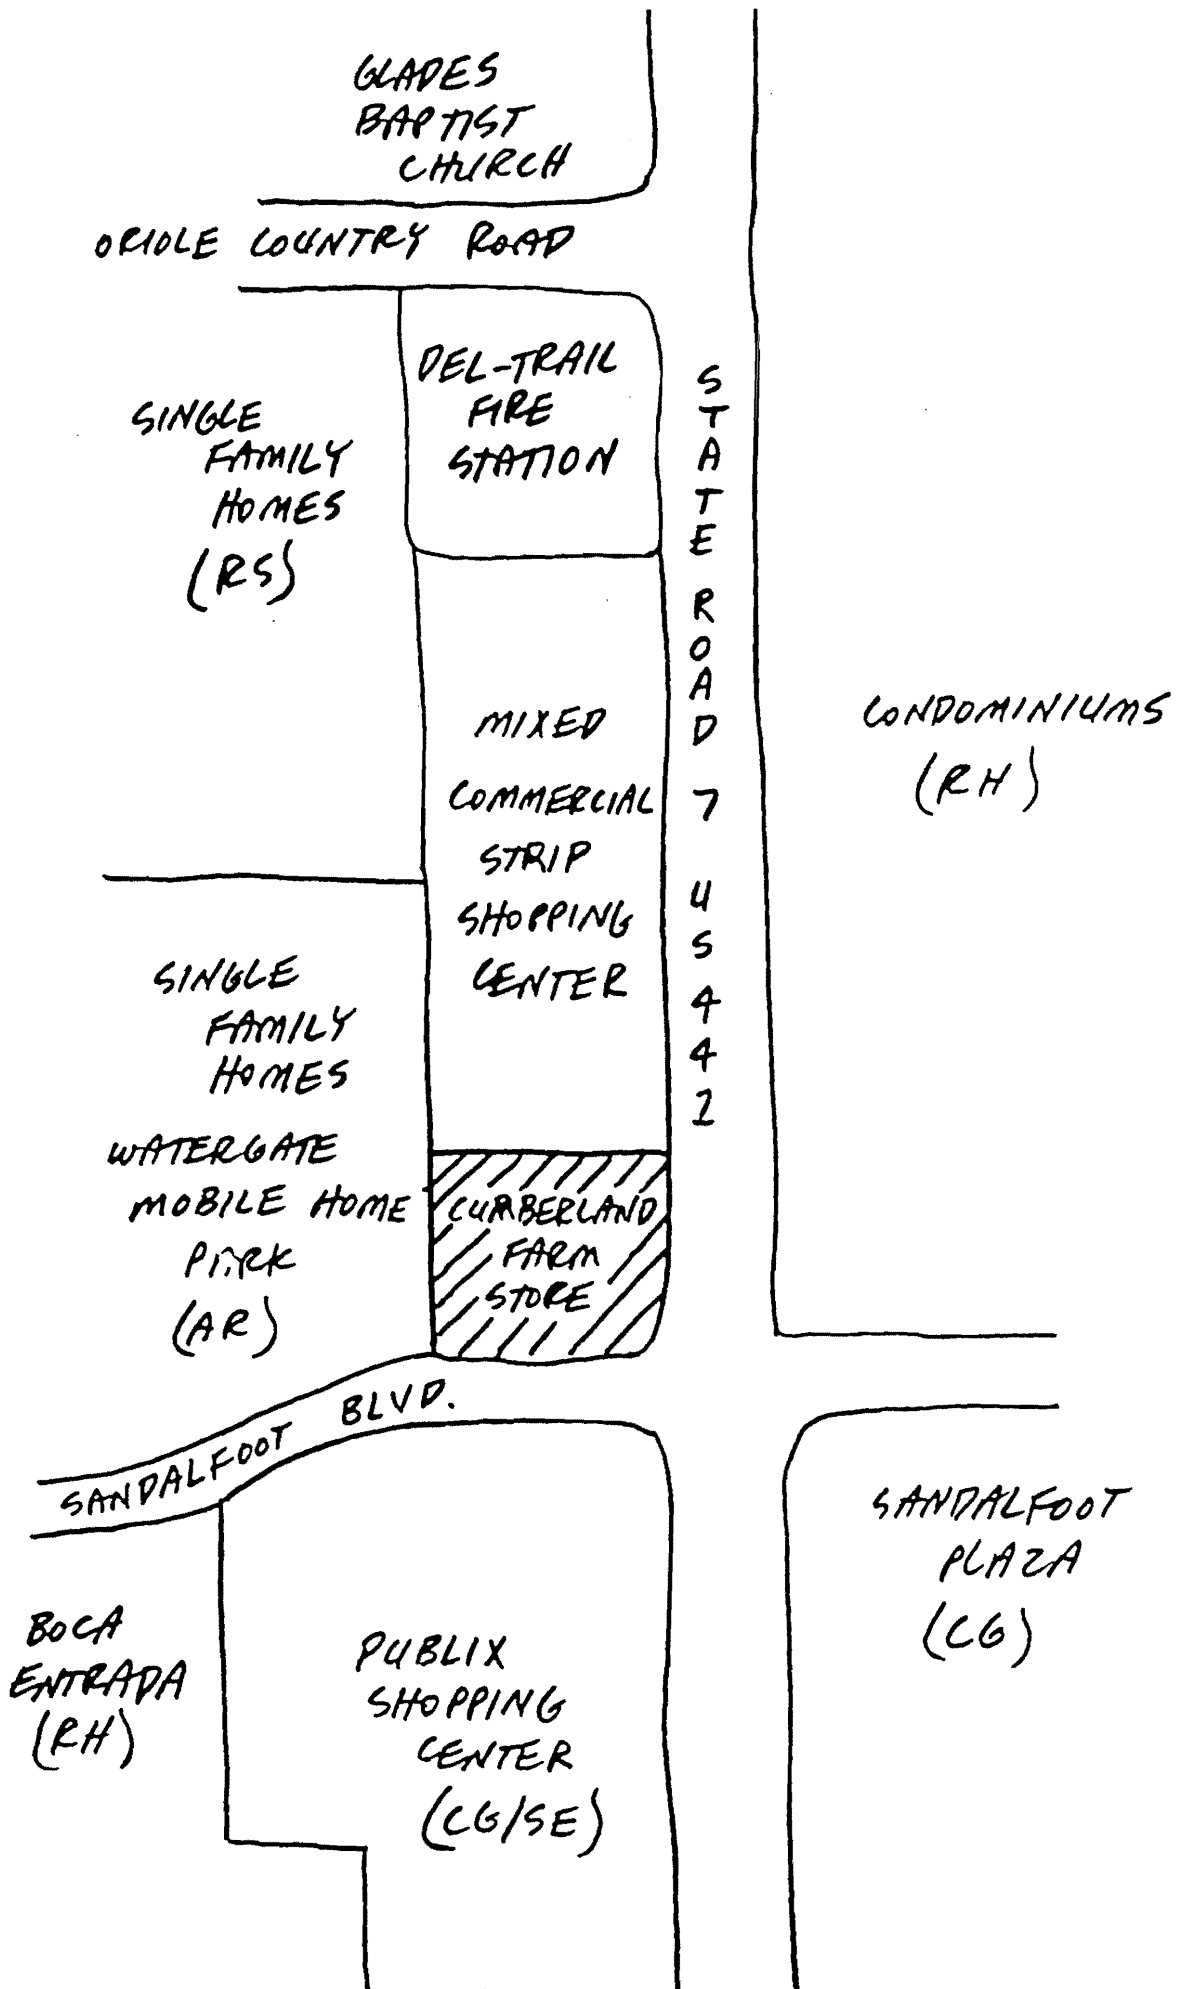 GLADES
BAPTIST
CHURCH
ORIOLE COUNTRY ROAD
DEL-TRAIL
FIRE
STATION
SINGLE
FAMILY
HOMES
(RS)
STATE ROAD 7 US 441
MIXED
COMMERCIAL
STRIP
SHOPPING
CENTER
CONDOMINIUMS
(RH)
SINGLE
FAMILY
HOMES
WATERGATE
MOBILE HOME
PARK
(AR)
CUMBERLAND
FARM
STORE
SANDALFOOT BLVD.
SANDALFOOT
PLAZA
(CG)
BOCA
ENTRADA
(RH)
PUBLIX
SHOPPING
CENTER
(CG/SE)